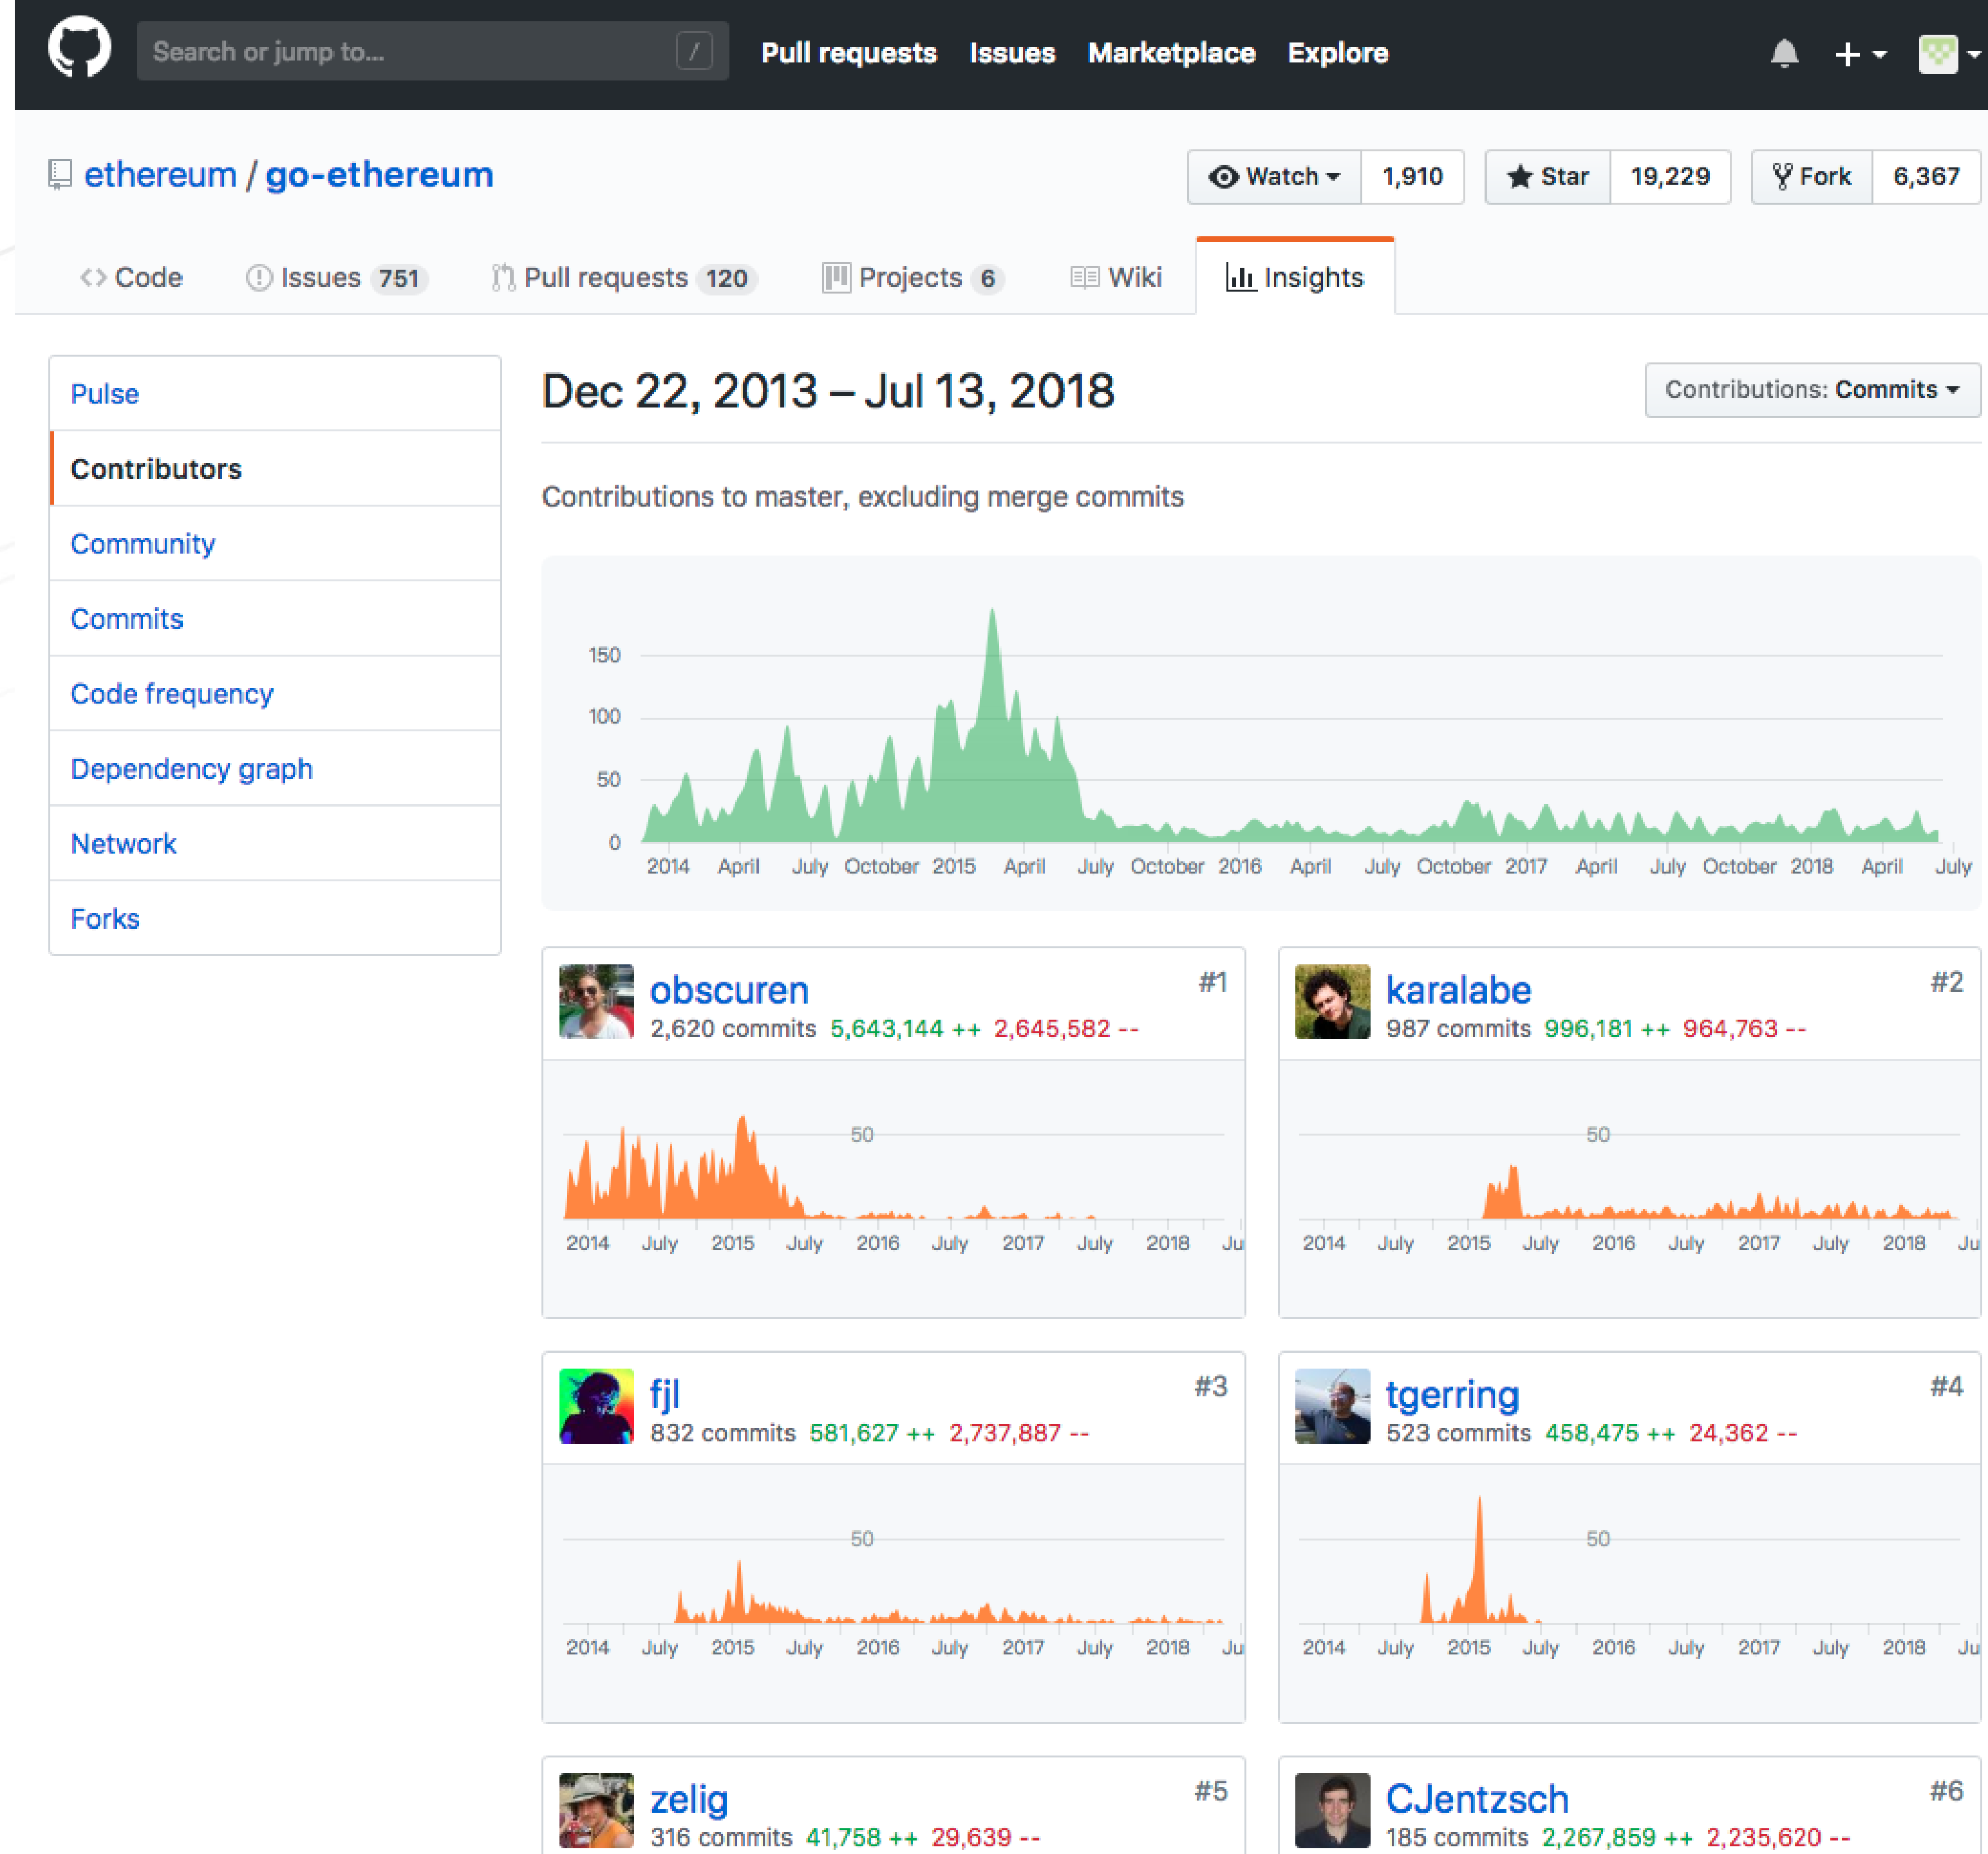 Search or jump to... / Pull requests Issues Marketplace Explore
ethereum / go-ethereum Watch 1,910 Star 19,229 Fork 6,367
Code Issues 751 Pull requests 120 Projects 6 Wiki Insights
Pulse
Contributors
Community
Commits
Code frequency
Dependency graph
Network
Forks
Dec 22, 2013 – Jul 13, 2018 Contributions: Commits
Contributions to master, excluding merge commits
150
100
50
0
2014 April July October 2015 April July October 2016 April July October 2017 April July October 2018 April July
obscuren #1
2,620 commits 5,643,144 ++ 2,645,582 --
50
2014 July 2015 July 2016 July 2017 July 2018 Ju
karalabe #2
987 commits 996,181 ++ 964,763 --
50
2014 July 2015 July 2016 July 2017 July 2018 Ju
fjl #3
832 commits 581,627 ++ 2,737,887 --
50
2014 July 2015 July 2016 July 2017 July 2018 Ju
tgerring #4
523 commits 458,475 ++ 24,362 --
50
2014 July 2015 July 2016 July 2017 July 2018 Ju
zelig #5
316 commits 41,758 ++ 29,639 --
CJentzsch #6
185 commits 2,267,859 ++ 2,235,620 --